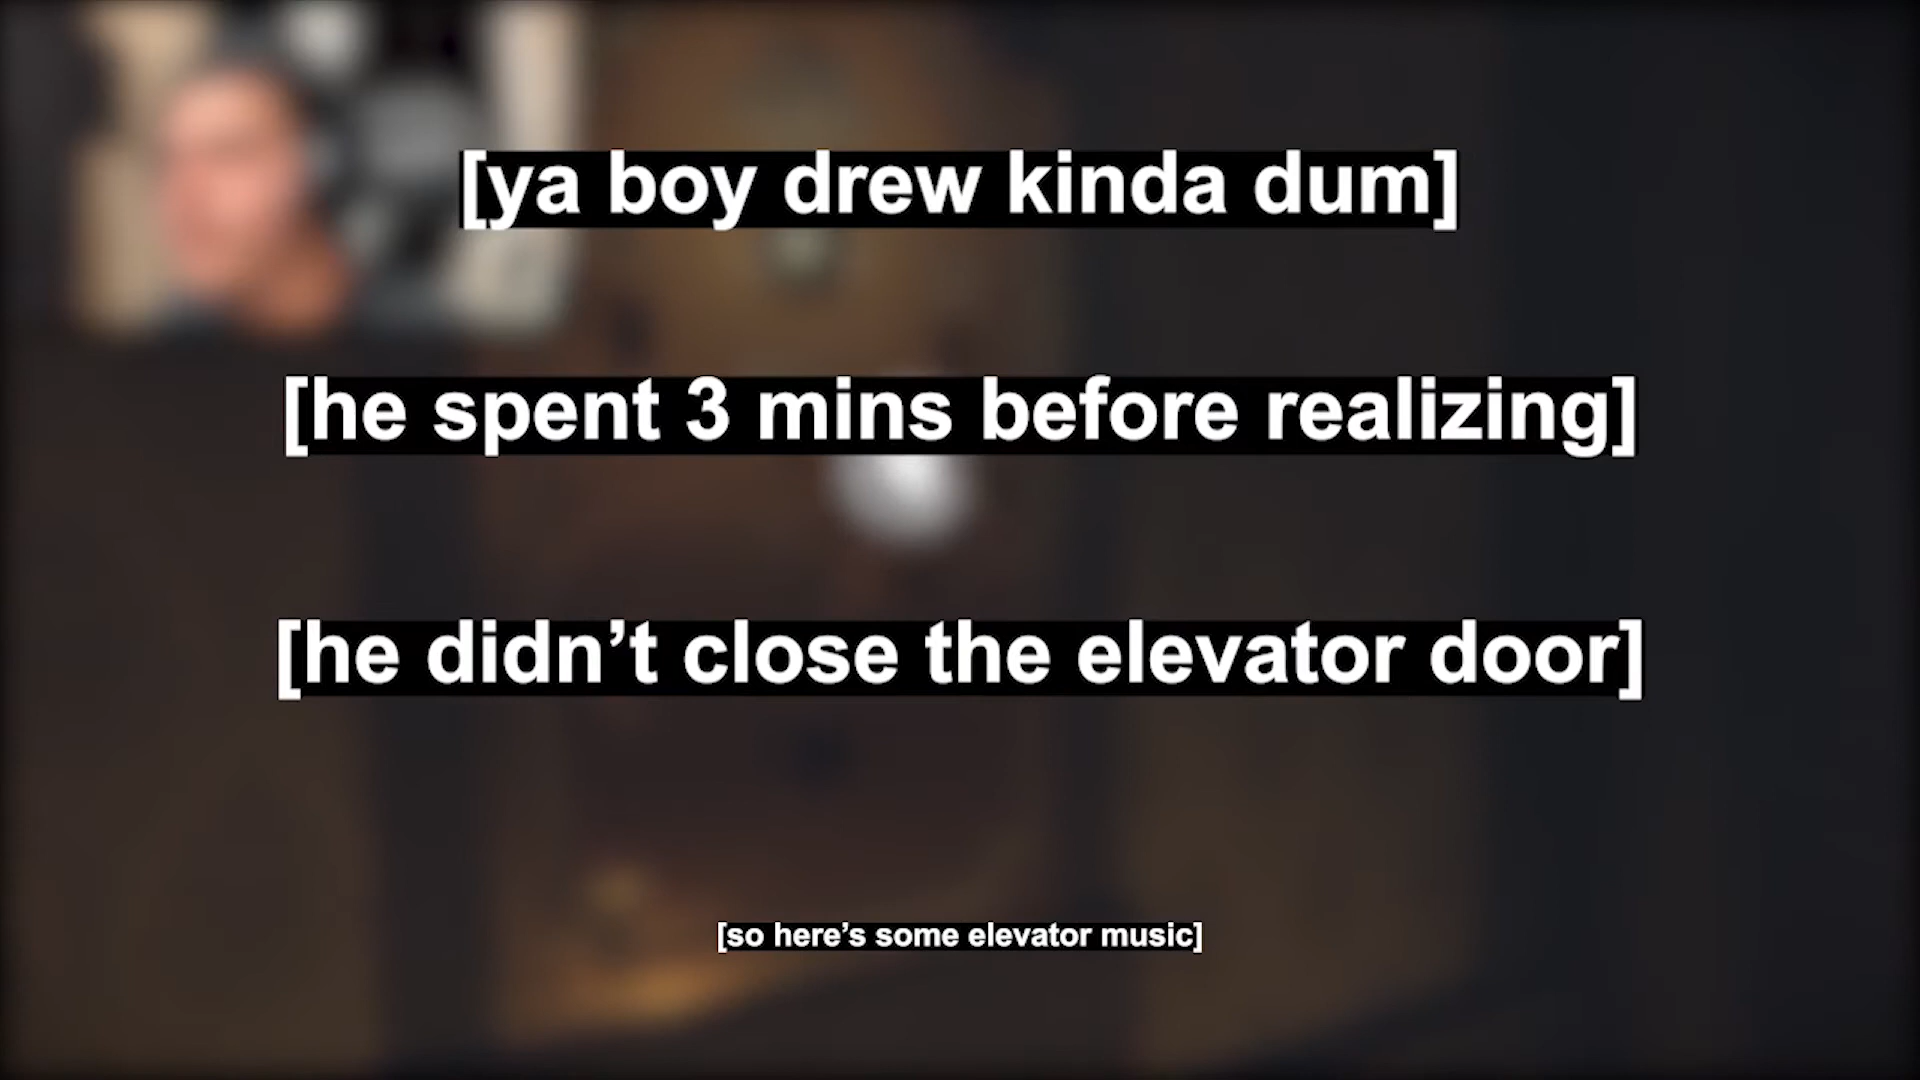 [ya boy drew kinda dum]
[he spent 3 mins before realizing]
[he didn’t close the elevator door]
[so here’s some elevator music]